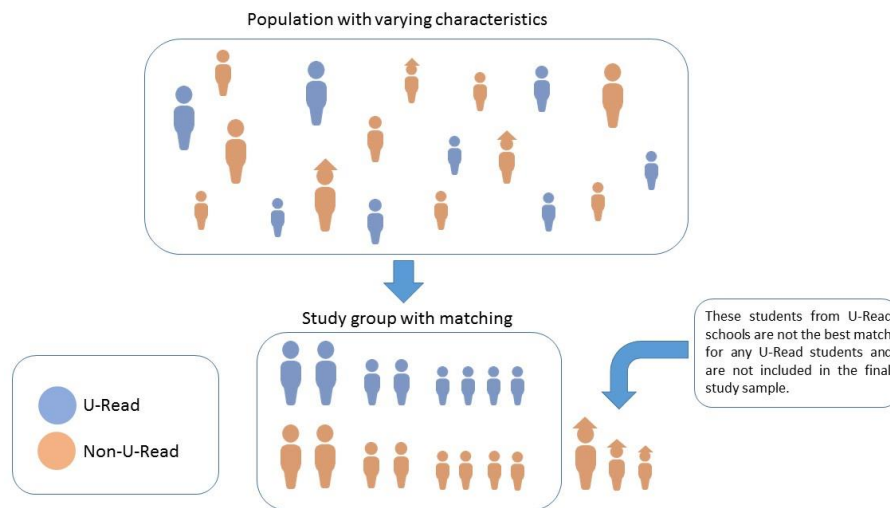 Population with varying characteristics
Study group with matching
These students from U-Read
schools are not the best match
for any U-Read students and
are not included in the final
study sample.
U-Read
Non-U-Read